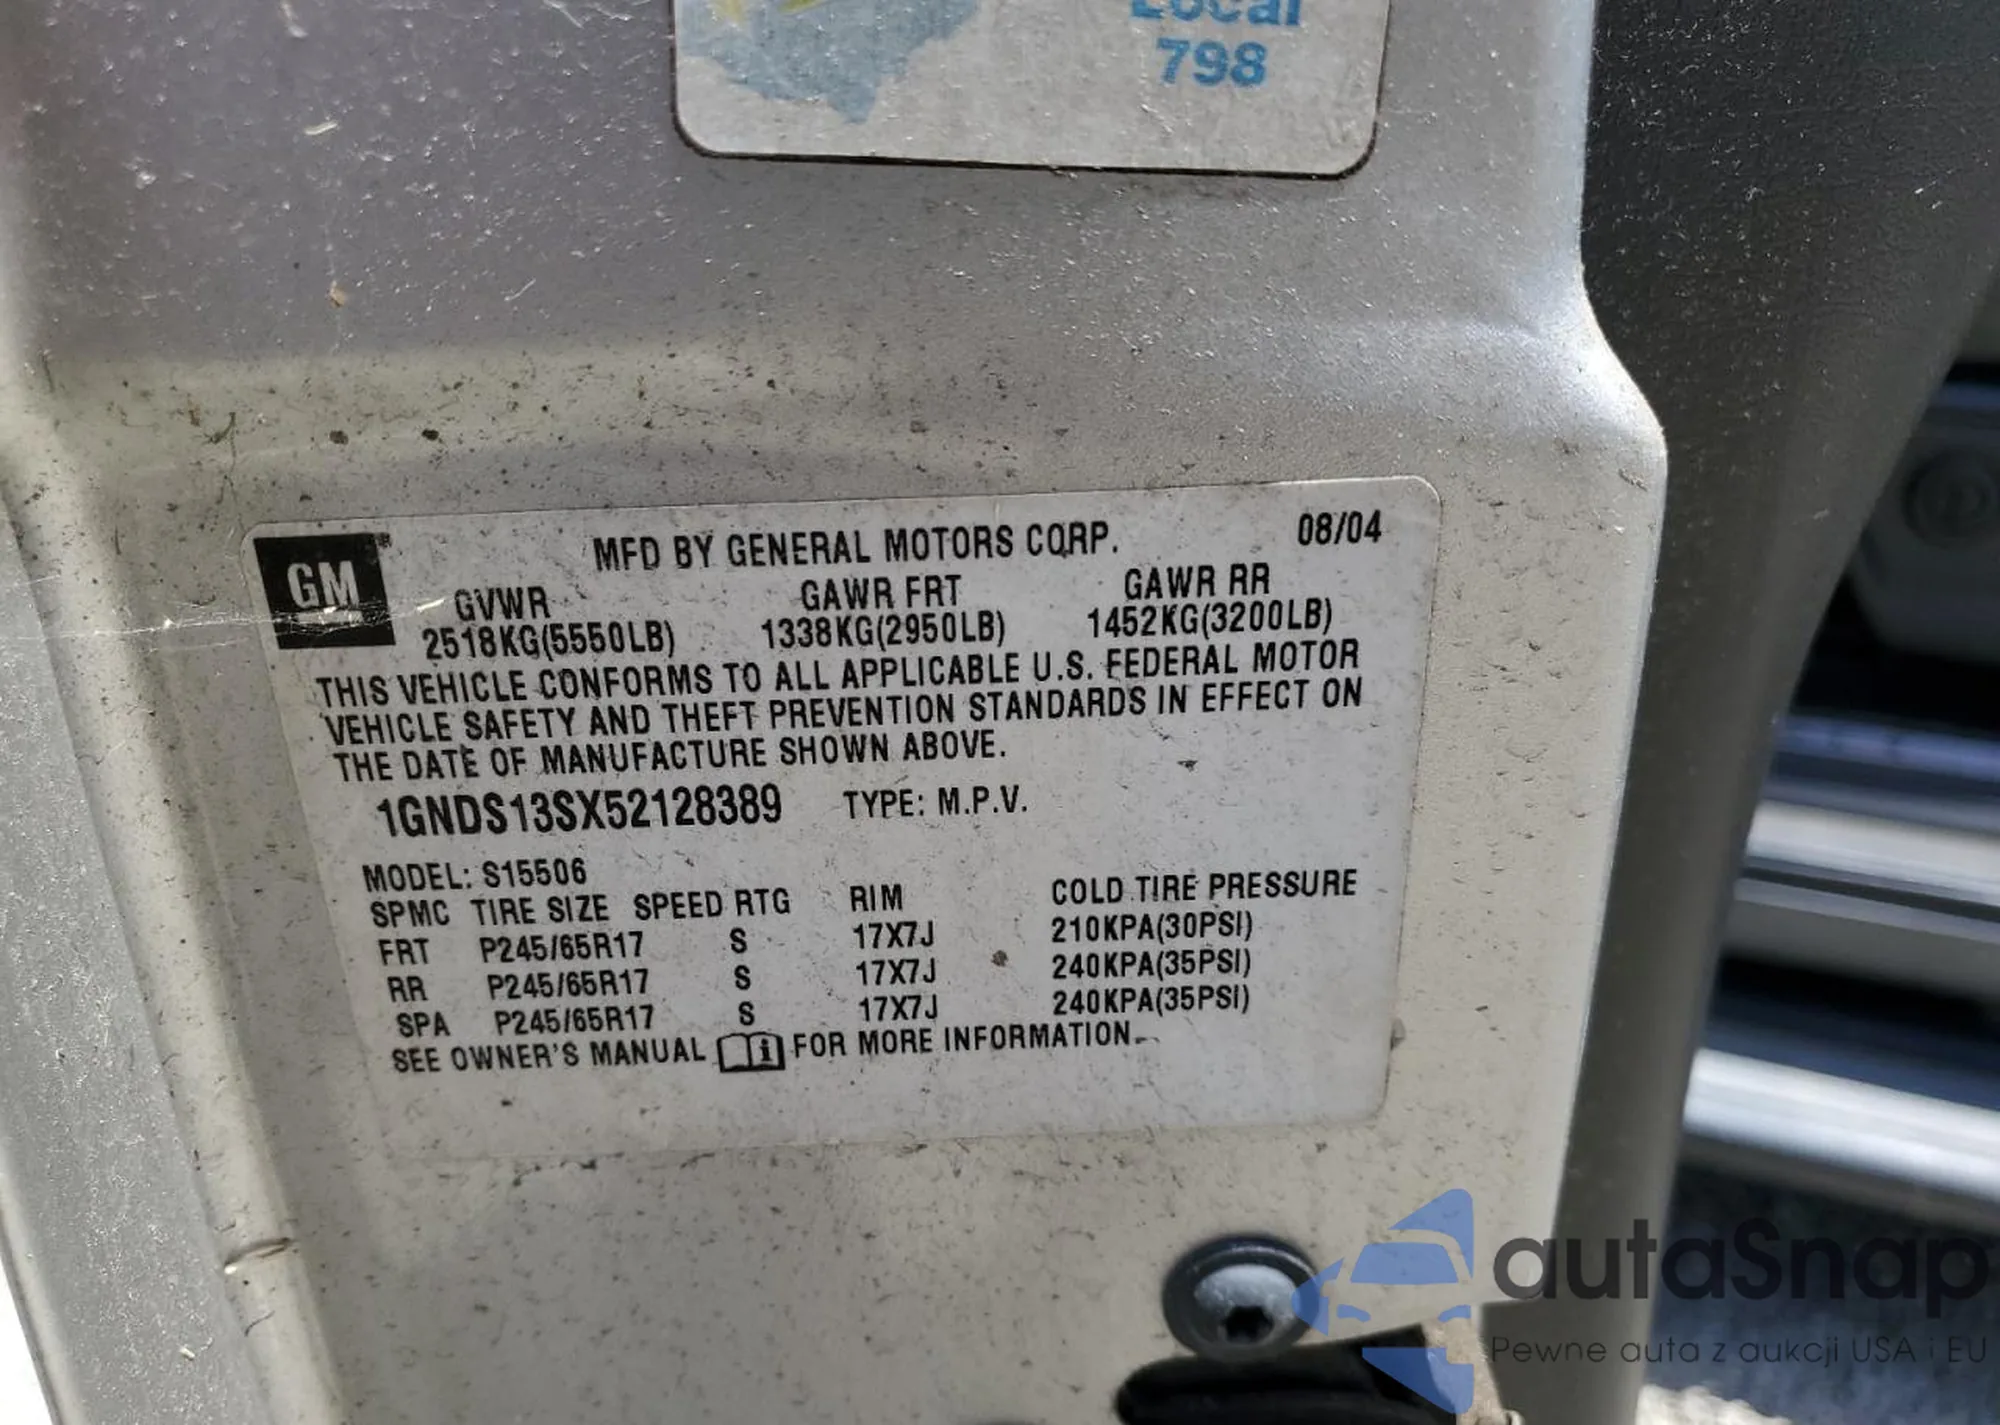 Local
798
GM
MFD BY GENERAL MOTORS CORP. 08/04
GVWR GAWR FRT GAWR RR
2518KG(5550LB) 1338KG(2950LB) 1452KG(3200LB)
THIS VEHICLE CONFORMS TO ALL APPLICABLE U.S. FEDERAL MOTOR
VEHICLE SAFETY AND THEFT PREVENTION STANDARDS IN EFFECT ON
THE DATE OF MANUFACTURE SHOWN ABOVE.
1GNDS13SX52128389 TYPE: M.P.V.
MODEL: S15506
SPMC TIRE SIZE SPEED RTG RIM COLD TIRE PRESSURE
FRT P245/65R17 S 17X7J 210KPA(30PSI)
RR P245/65R17 S 17X7J 240KPA(35PSI)
SPA P245/65R17 S 17X7J 240KPA(35PSI)
SEE OWNER'S MANUAL FOR MORE INFORMATION.
autaSnap
Pewne auta z aukcji USA i EU